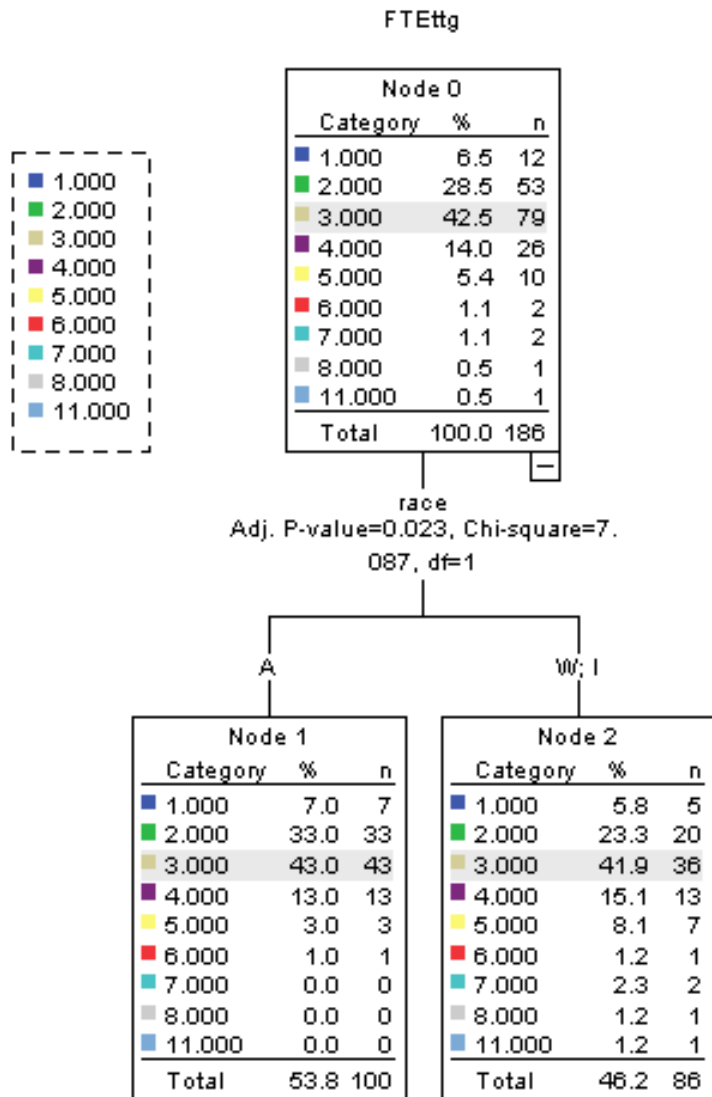 FTEttg
Node 0
Category % n
1.000 6.5 12
2.000 28.5 53
3.000 42.5 79
4.000 14.0 26
5.000 5.4 10
6.000 1.1 2
7.000 1.1 2
8.000 0.5 1
11.000 0.5 1
Total 100.0 186
1.000
2.000
3.000
4.000
5.000
6.000
7.000
8.000
11.000
race
Adj. P-value=0.023, Chi-square=7.
087, df=1
A
W; I
Node 1
Category % n
1.000 7.0 7
2.000 33.0 33
3.000 43.0 43
4.000 13.0 13
5.000 3.0 3
6.000 1.0 1
7.000 0.0 0
8.000 0.0 0
11.000 0.0 0
Total 53.8 100
Node 2
Category % n
1.000 5.8 5
2.000 23.3 20
3.000 41.9 36
4.000 15.1 13
5.000 8.1 7
6.000 1.2 1
7.000 2.3 2
8.000 1.2 1
11.000 1.2 1
Total 46.2 86